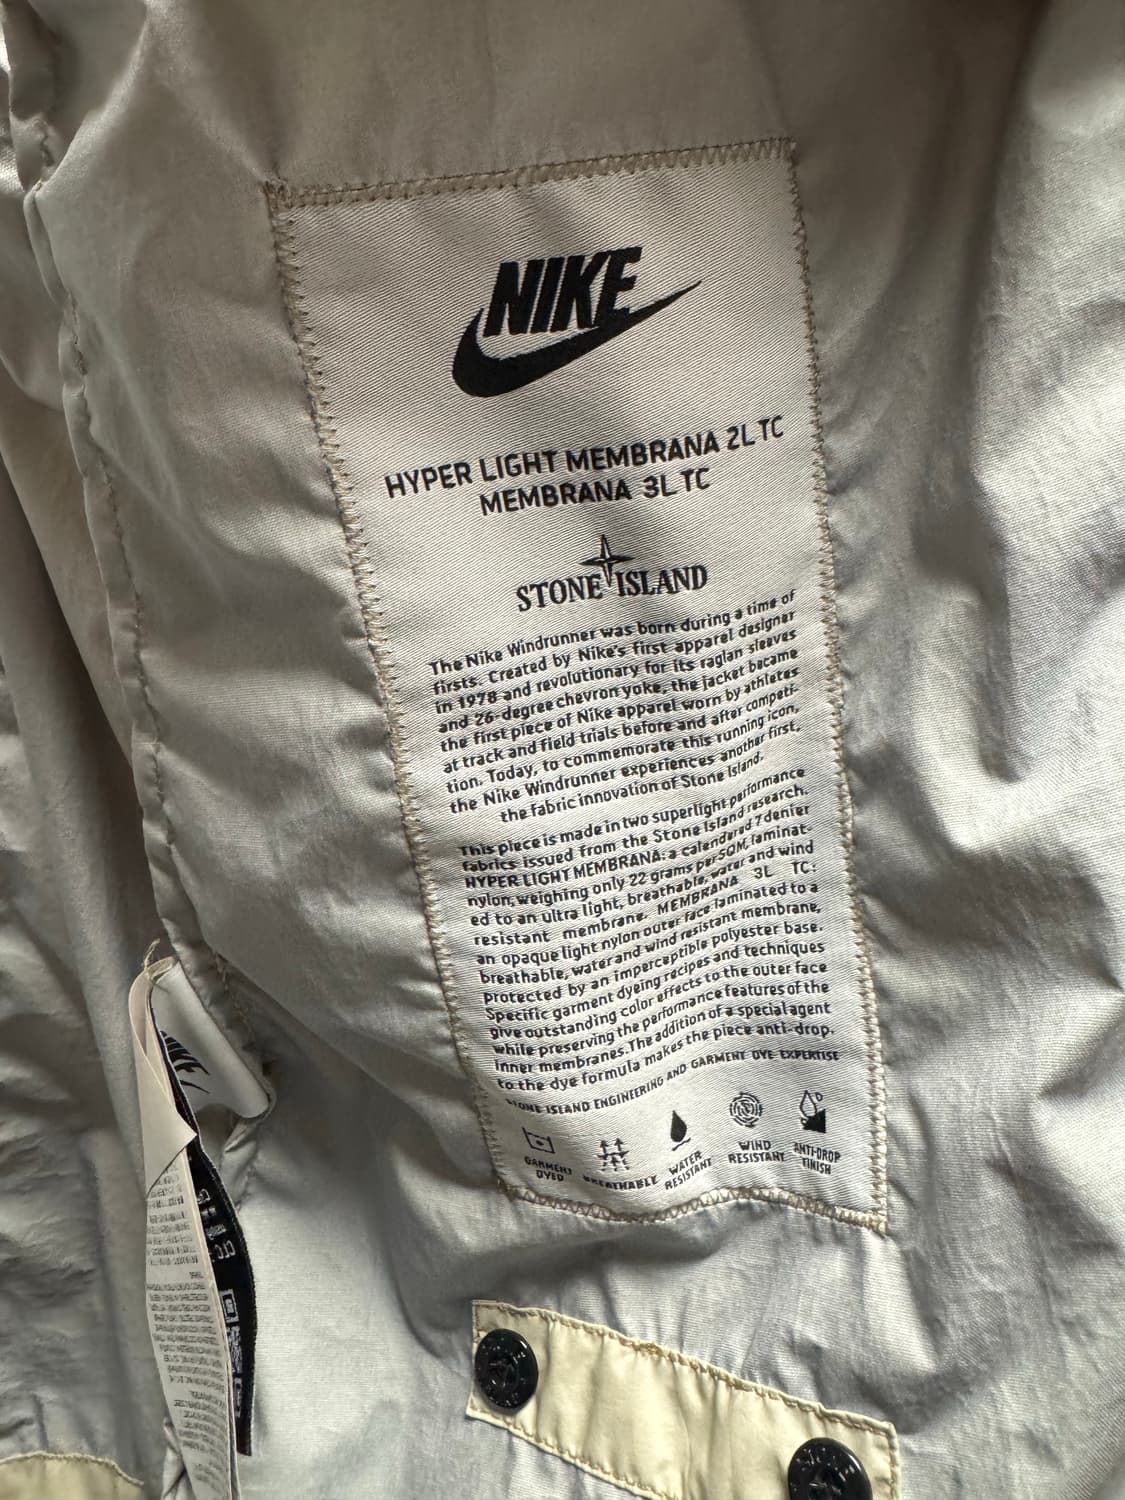 NIKE
HYPER LIGHT MEMBRANA 2L TC
MEMBRANA 3L TC
STONE ISLAND
The Nike Windrunner was born during a time of
firsts. Created by Nike's first apparel designer
in 1978 and revolutionary for its raglan sleeves
and 26-degree chevron yoke, the jacket became
the first piece of Nike apparel worn by athletes
at track and field trials before and after competi-
tion. Today, to commemorate this running icon,
the Nike Windrunner experiences another first,
the fabric innovation of Stone Island.
This piece is made in two superlight performance
fabrics issued from the Stone Island research.
HYPER LIGHT MEMBRANA: a calendared 7 denier
nylon, weighing only 22 grams per SQM, laminat-
ed to an ultra light, breathable, water and wind
resistant membrane. MEMBRANA 3L TC:
an opaque light nylon outer face laminated to a
breathable, water and wind resistant membrane,
protected by an imperceptible polyester base.
Specific garment dyeing recipes and techniques
give outstanding color effects to the outer face
while preserving the performance features of the
inner membranes. The addition of a special agent
to the dye formula makes the piece anti-drop.
STONE ISLAND ENGINEERING AND GARMENT DYE EXPERTISE
GARMENT
DYED
BREATHABLE
WATER
RESISTANT
WIND
RESISTANT
ANTI-DROP
FINISH
NIKE